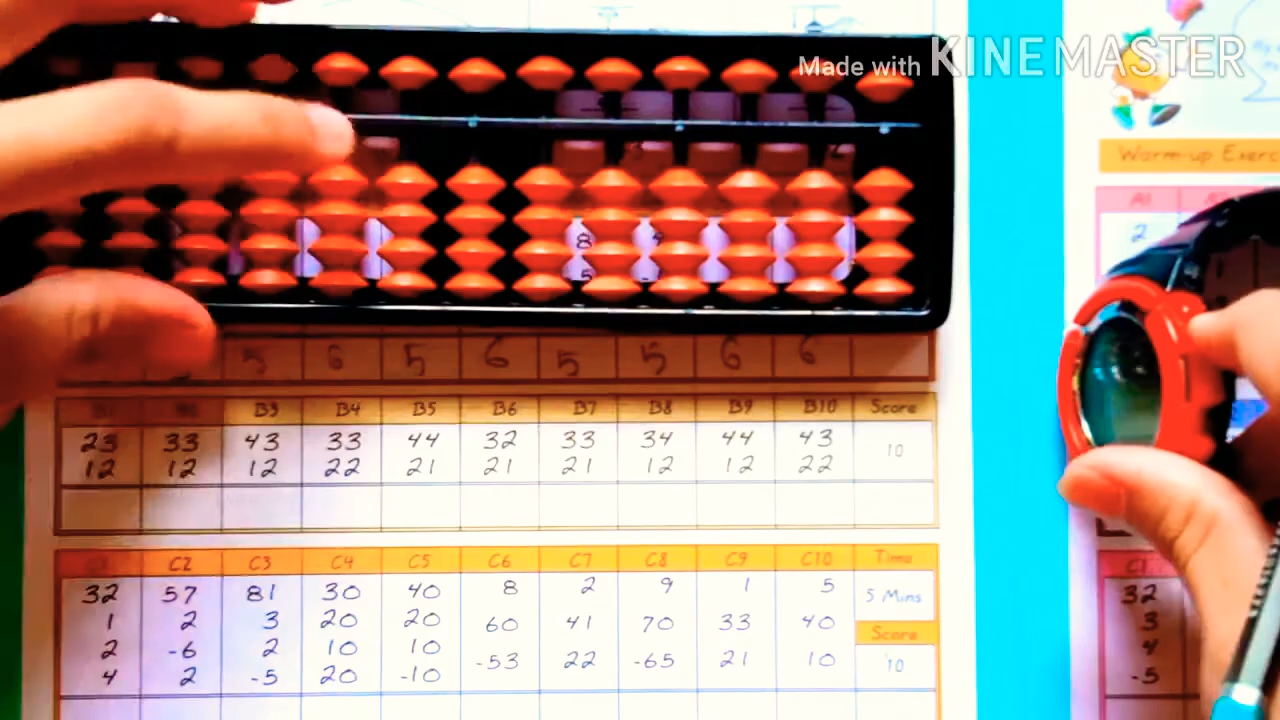 Made with KINEMASTER
Warm-up Exerc
A1
2
8
5
5 6 5 6 5 5 6 6
B3 B4 B5 B6 B7 B8 B9 B10 Score
23 33 43 33 44 32 33 34 44 43 10
12 12 12 22 21 21 21 12 12 22
C2 C3 C4 C5 C6 C7 C8 C9 C10 Time
32 57 81 30 40 8 2 9 1 5 5 Mins
1 2 3 20 20 60 41 70 33 40 Score
2 -6 2 10 10 -53 22 -65 21 10 10
4 2 -5 20 -10
32
3
4
-5